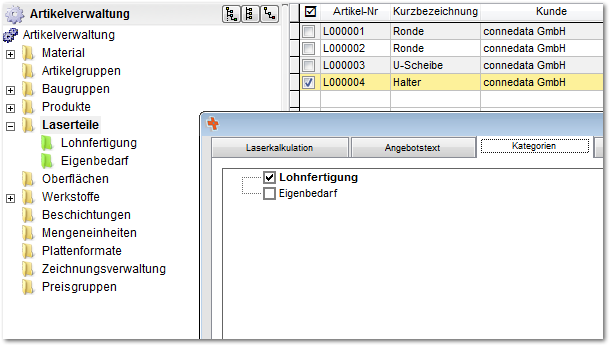 Artikelverwaltung
Artikelverwaltung
Material
Artikelgruppen
Baugruppen
Produkte
Laserteile
Lohnfertigung
Eigenbedarf
Oberflächen
Werkstoffe
Beschichtungen
Mengeneinheiten
Plattenformate
Zeichnungsverwaltung
Preisgruppen
Artikel-Nr Kurzbezeichnung Kunde
L000001 Ronde connedata GmbH
L000002 Ronde connedata GmbH
L000003 U-Scheibe connedata GmbH
L000004 Halter connedata GmbH
Laserkalkulation Angebotstext Kategorien
Lohnfertigung
Eigenbedarf